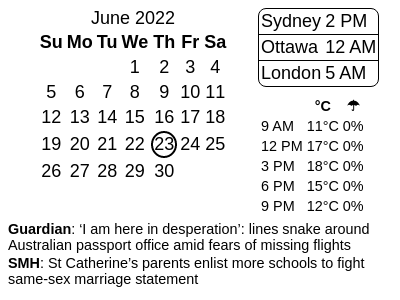 June 2022
Su Mo Tu We Th Fr Sa
1 2 3 4
5 6 7 8 9 10 11
12 13 14 15 16 17 18
19 20 21 22 23 24 25
26 27 28 29 30
Sydney 2 PM
Ottawa 12 AM
London 5 AM
°C ☂
9 AM 11°C 0%
12 PM 17°C 0%
3 PM 18°C 0%
6 PM 15°C 0%
9 PM 12°C 0%
Guardian: ‘I am here in desperation’: lines snake around
Australian passport office amid fears of missing flights
SMH: St Catherine’s parents enlist more schools to fight
same-sex marriage statement